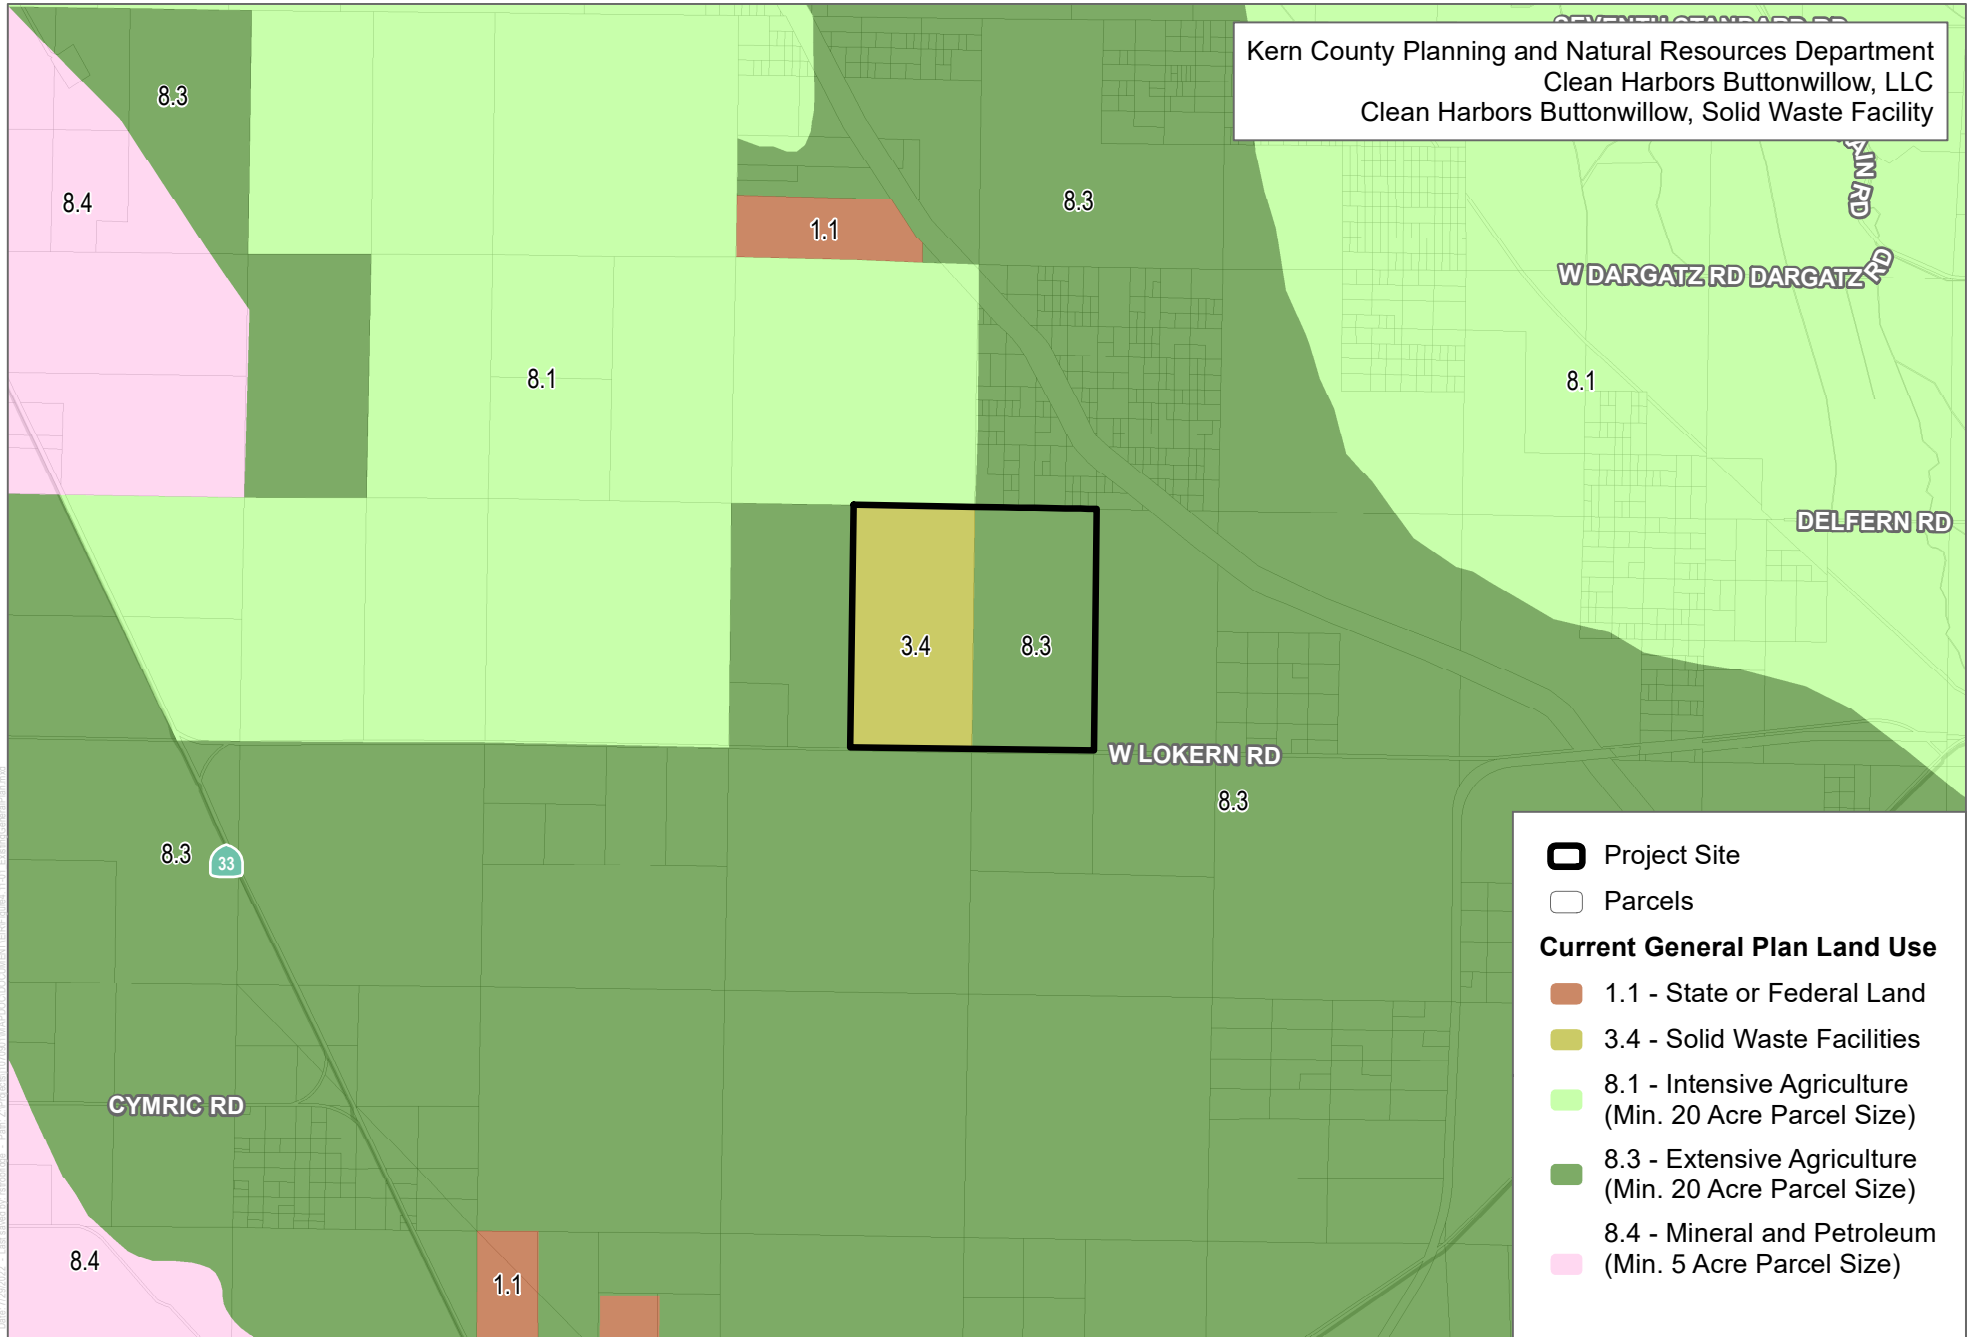 SEVENTH STANDARD RD
Kern County Planning and Natural Resources Department
Clean Harbors Buttonwillow, LLC
Clean Harbors Buttonwillow, Solid Waste Facility
8.3
8.4
1.1
8.3
RD
W DARGATZ RD DARGATZ RD
8.1
8.1
DELFERN RD
3.4
8.3
W LOKERN RD
8.3
8.3
33
CYMRIC RD
8.4
1.1
Project Site
Parcels
Current General Plan Land Use
1.1 - State or Federal Land
3.4 - Solid Waste Facilities
8.1 - Intensive Agriculture
(Min. 20 Acre Parcel Size)
8.3 - Extensive Agriculture
(Min. 20 Acre Parcel Size)
8.4 - Mineral and Petroleum
(Min. 5 Acre Parcel Size)